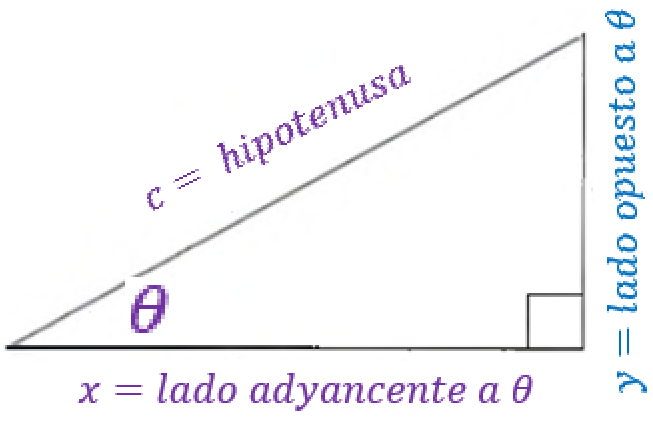 c = hipotenusa
θ
x = lado adyancente a θ
y = lado opuesto a θ